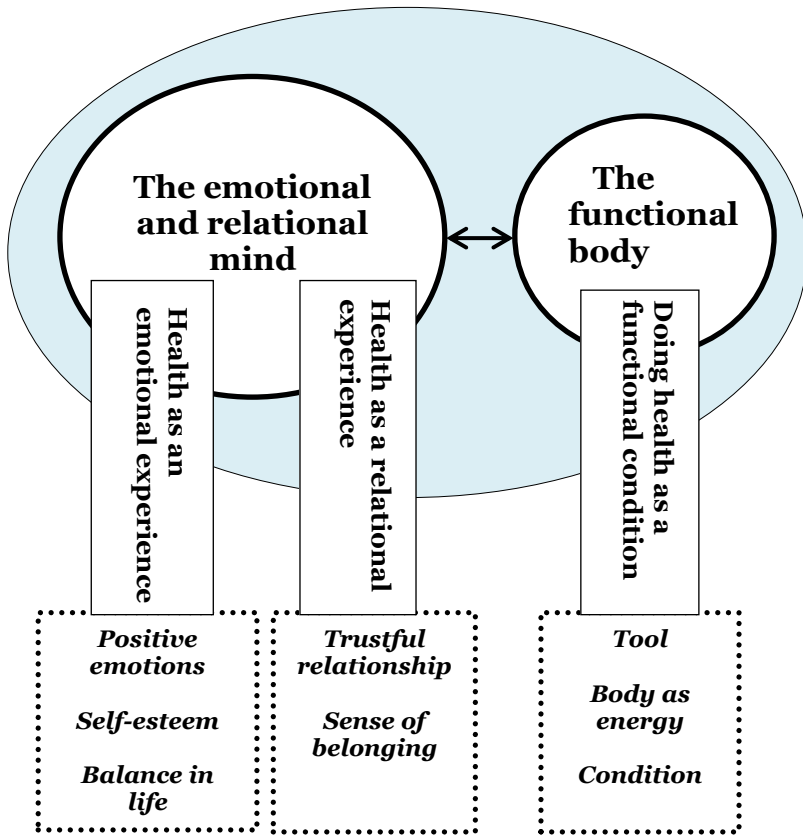 The emotional
and relational
mind
The
functional
body
Health as an
emotional experience
Health as a relational
experience
Doing health as a
functional condition
Positive
emotions
Self-esteem
Balance in
life
Trustful
relationship
Sense of
belonging
Tool
Body as
energy
Condition